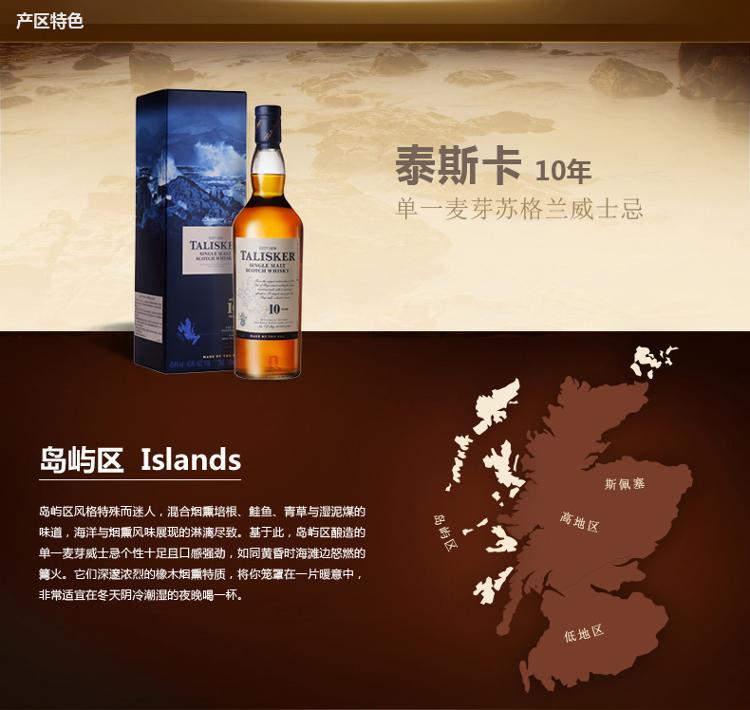 产区特色
泰斯卡 10年
单一麦芽苏格兰威士忌
TALISKER
SINGLE MALT
SCOTCH WHISKY
10
TALISKER
SINGLE MALT
SCOTCH WHISKY
10
MADE BY THE SEA
岛屿区 Islands
岛屿区风格特殊而迷人，混合烟熏培根、鲑鱼、青草与湿泥煤的
味道，海洋与烟熏风味展现的淋漓尽致。基于此，岛屿区酿造的
单一麦芽威士忌个性十足且口感强劲，如同黄昏时海滩边怒燃的
篝火。它们深邃浓烈的橡木烟熏特质，将你笼罩在一片暖意中，
非常适宜在冬天阴冷潮湿的夜晚喝一杯。
斯佩塞
高地区
岛屿区
低地区